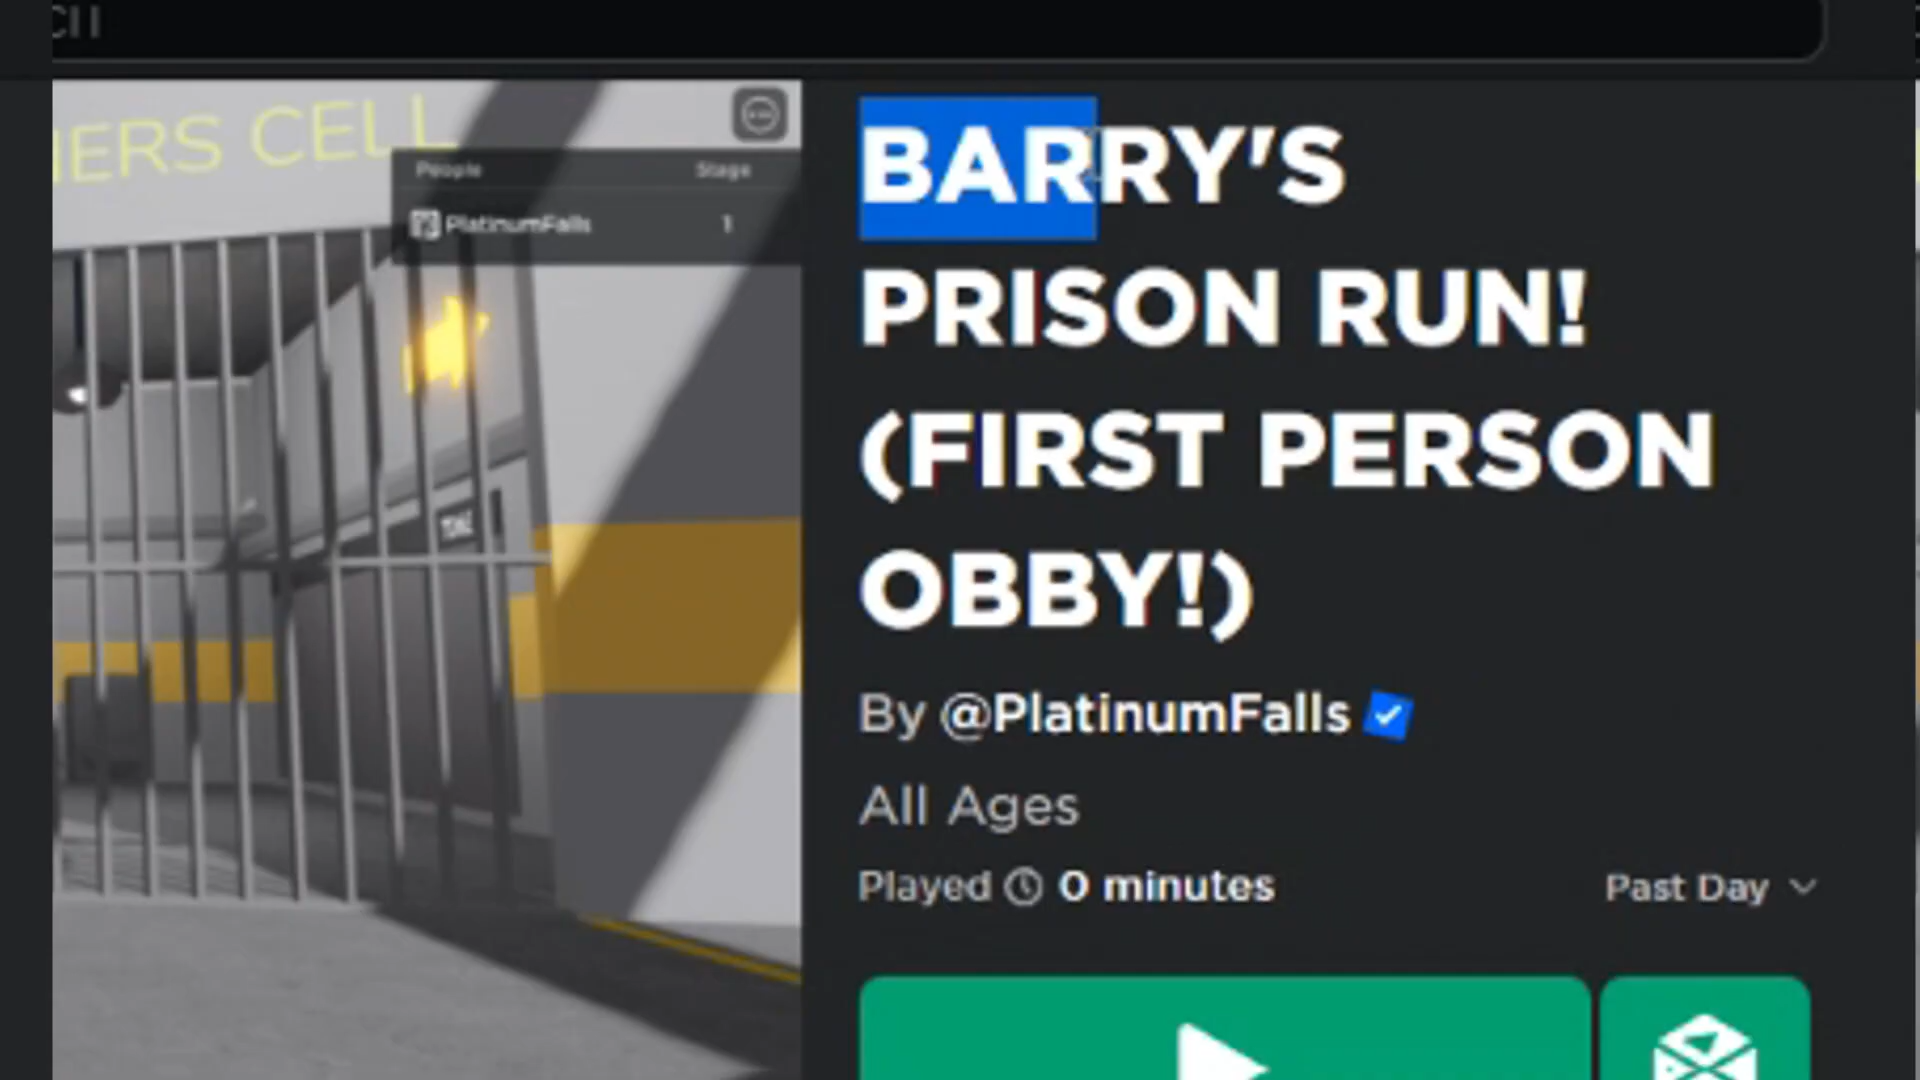 CELL
People Stage
PlatinumFalls 1
BARRY'S
PRISON RUN!
(FIRST PERSON
OBBY!)
By @PlatinumFalls
All Ages
Played 0 minutes
Past Day